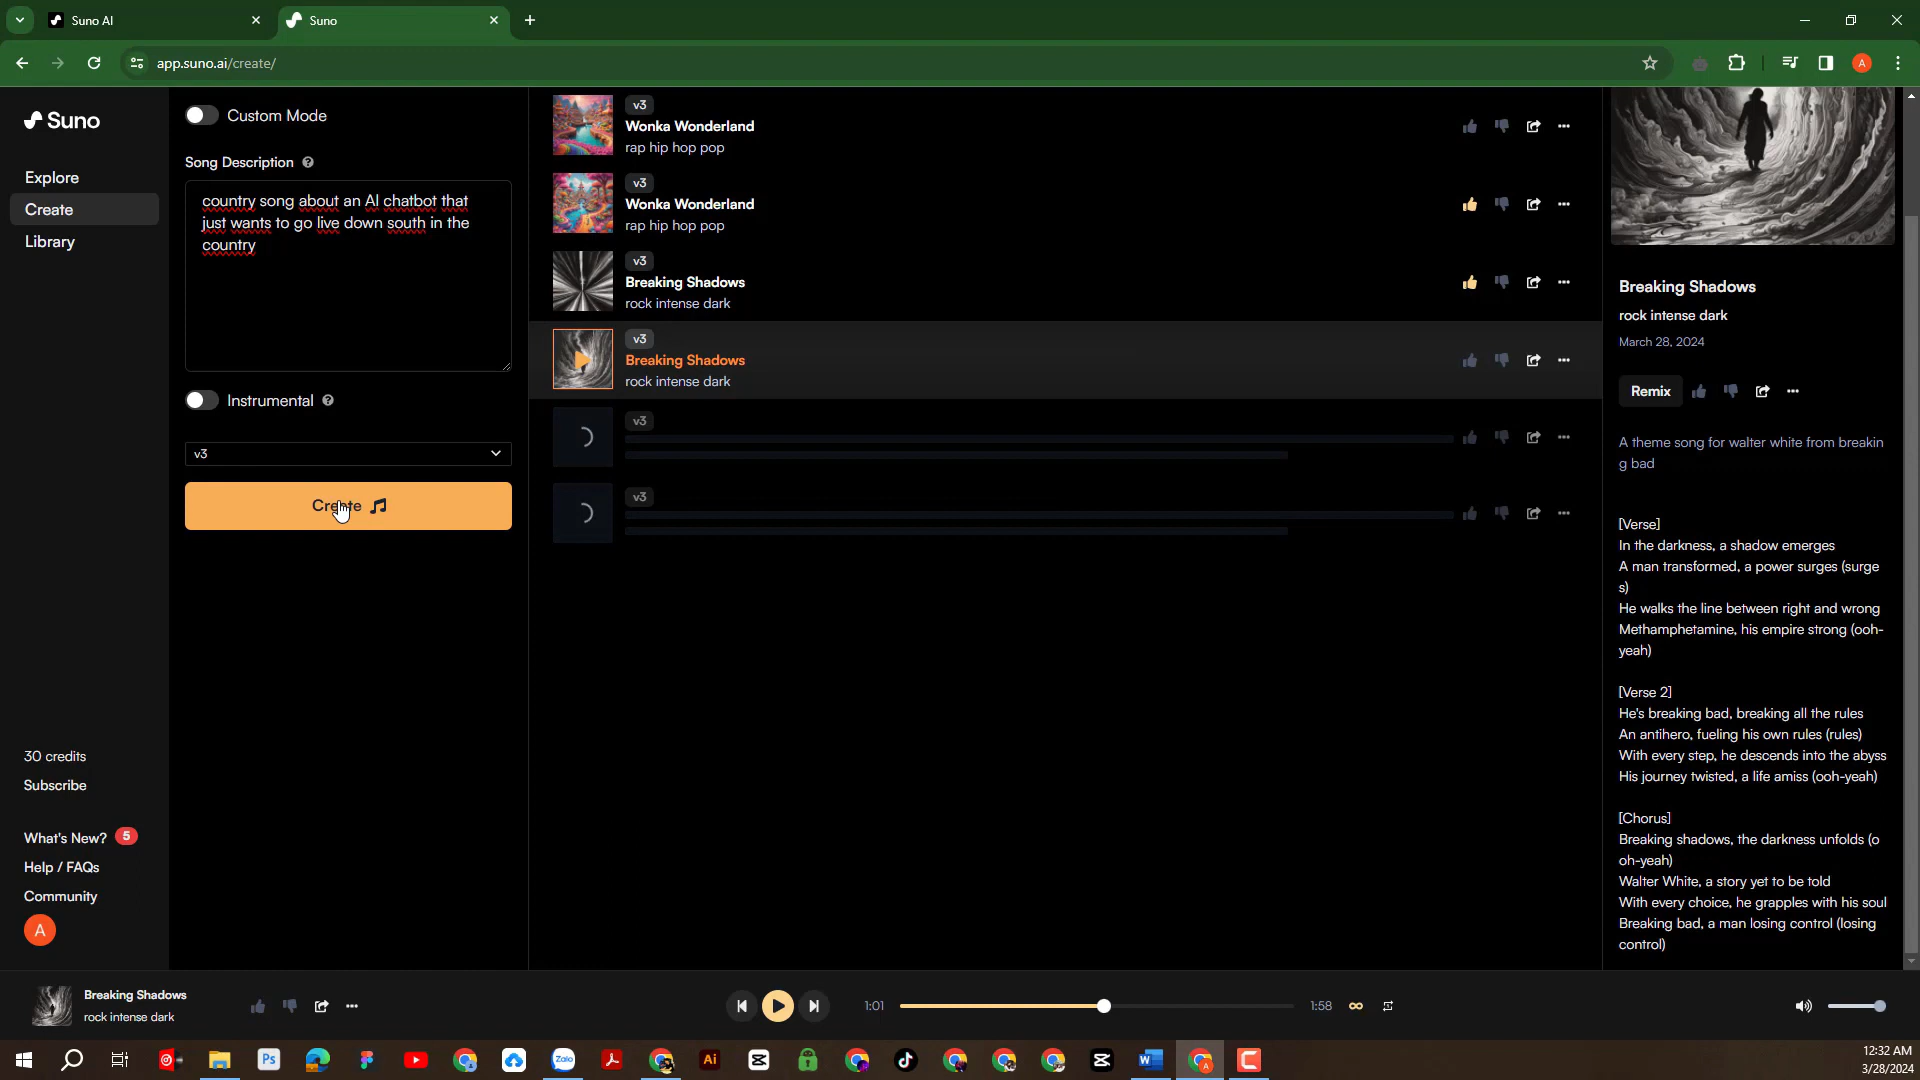 Suno AI
Suno
app.suno.ai/create/
A
Suno
Explore
Create
Library
30 credits
Subscribe
What's New? 5
Help / FAQs
Community
A
Custom Mode
Song Description
country song about an AI chatbot that
just wants to go live down south in the
country
Instrumental
v3
Create
v3
Wonka Wonderland
rap hip hop pop
v3
Wonka Wonderland
rap hip hop pop
v3
Breaking Shadows
rock intense dark
v3
Breaking Shadows
rock intense dark
v3
v3
Breaking Shadows
rock intense dark
March 28, 2024
Remix
A theme song for walter white from breakin
g bad
[Verse]
In the darkness, a shadow emerges
A man transformed, a power surges (surge
s)
He walks the line between right and wrong
Methamphetamine, his empire strong (ooh-
yeah)
[Verse 2]
He's breaking bad, breaking all the rules
An antihero, fueling his own rules (rules)
With every step, he descends into the abyss
His journey twisted, a life amiss (ooh-yeah)
[Chorus]
Breaking shadows, the darkness unfolds (o
oh-yeah)
Walter White, a story yet to be told
With every choice, he grapples with his soul
Breaking bad, a man losing control (losing
control)
Breaking Shadows
rock intense dark
1:01
1:58
Ps
Zalo
Ai
12:32 AM
3/28/2024